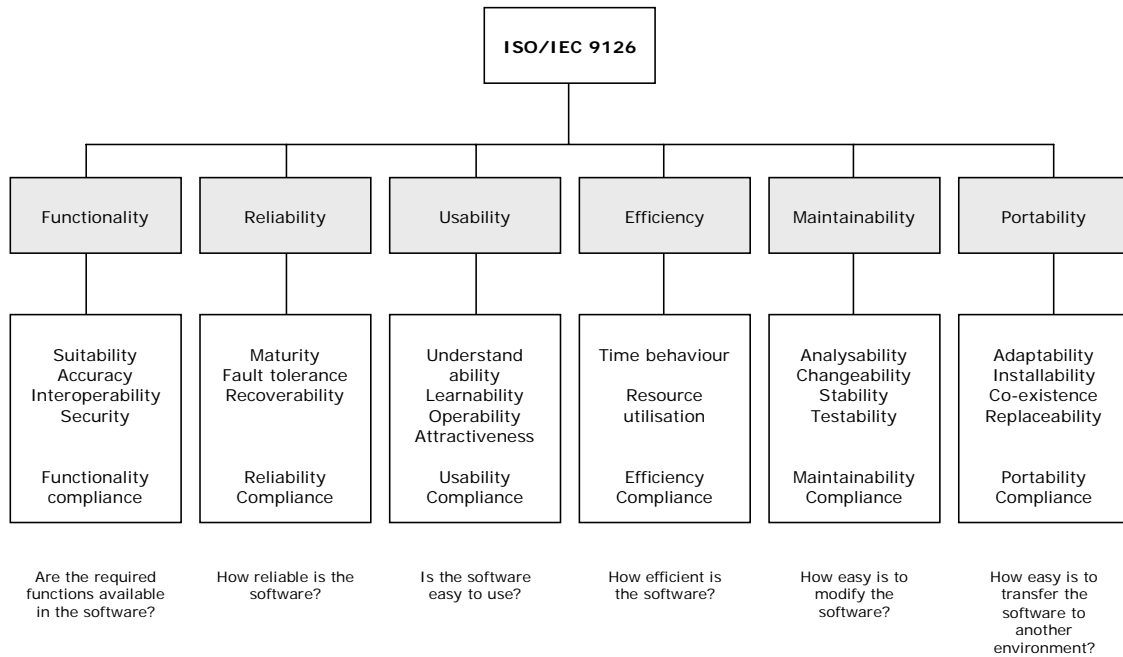 ISO/IEC 9126
Functionality
Reliability
Usability
Efficiency
Maintainability
Portability
Suitability
Accuracy
Interoperability
Security
Functionality
compliance
Maturity
Fault tolerance
Recoverability
Reliability
Compliance
Understand
ability
Learnability
Operability
Attractiveness
Usability
Compliance
Time behaviour
Resource
utilisation
Efficiency
Compliance
Analysability
Changeability
Stability
Testability
Maintainability
Compliance
Adaptability
Installability
Co-existence
Replaceability
Portability
Compliance
Are the required
functions available
in the software?
How reliable is the
software?
Is the software
easy to use?
How efficient is
the software?
How easy is to
modify the
software?
How easy is to
transfer the
software to
another
environment?